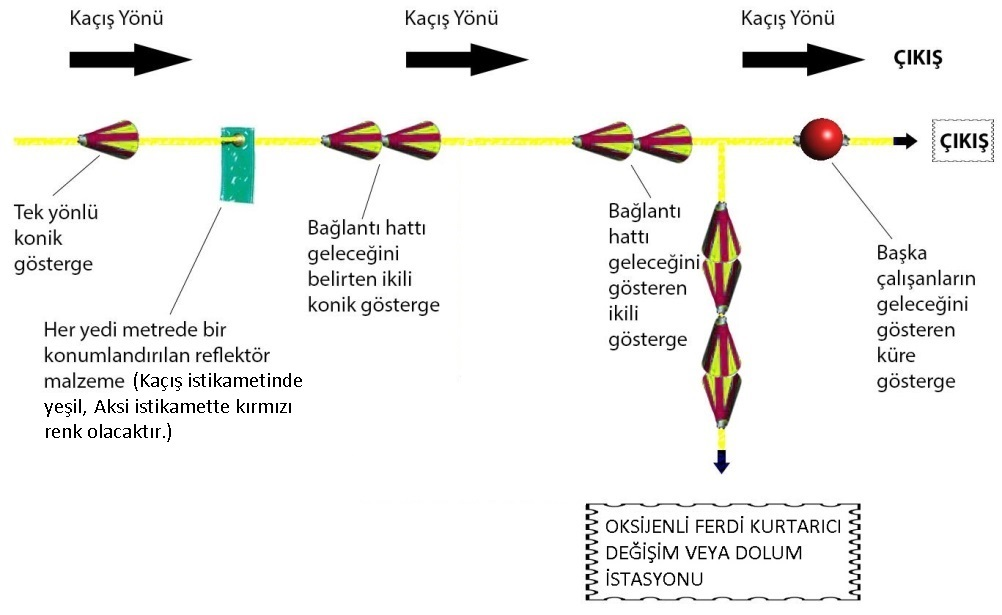 Kaçış Yönü
Kaçış Yönü
Kaçış Yönü
ÇIKIŞ
ÇIKIŞ
Tek yönlü
konik
gösterge
Bağlantı hattı
geleceğini
belirten ikili
konik gösterge
Bağlantı
hattı
geleceğini
gösteren
ikili
gösterge
Başka
çalışanların
geleceğini
gösteren
küre
gösterge
Her yedi metrede bir
konumlandırılan reflektör
malzeme (Kaçış istikametinde
yeşil, Aksi istikamette kırmızı
renk olacaktır.)
OKSİJENLİ FERDİ KURTARICI
DEĞİŞİM VEYA DOLUM
İSTASYONU